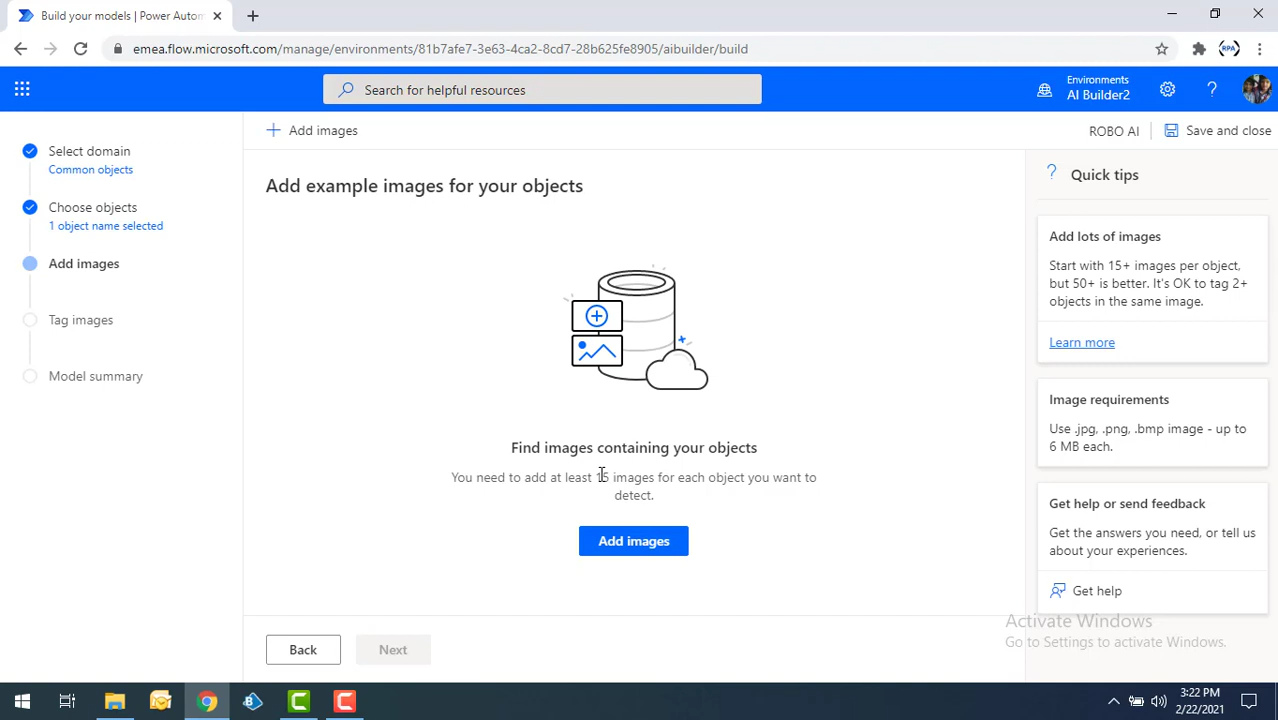 Build your models | Power Autom
emea.flow.microsoft.com/manage/environments/81b7afe7-3e63-4ca2-8cd7-28b625fe8905/aibuilder/build
RPA
Search for helpful resources
Environments
AI Builder2
Select domain
Common objects
Choose objects
1 object name selected
Add images
Tag images
Model summary
Add images
ROBO AI
Save and close
Add example images for your objects
Find images containing your objects
You need to add at least 15 images for each object you want to
detect.
Add images
Back
Next
Quick tips
Add lots of images
Start with 15+ images per object,
but 50+ is better. It's OK to tag 2+
objects in the same image.
Learn more
Image requirements
Use .jpg, .png, .bmp image - up to
6 MB each.
Get help or send feedback
Get the answers you need, or tell us
about your experiences.
Get help
Activate Windows
Go to Settings to activate Windows.
3:22 PM
2/22/2021